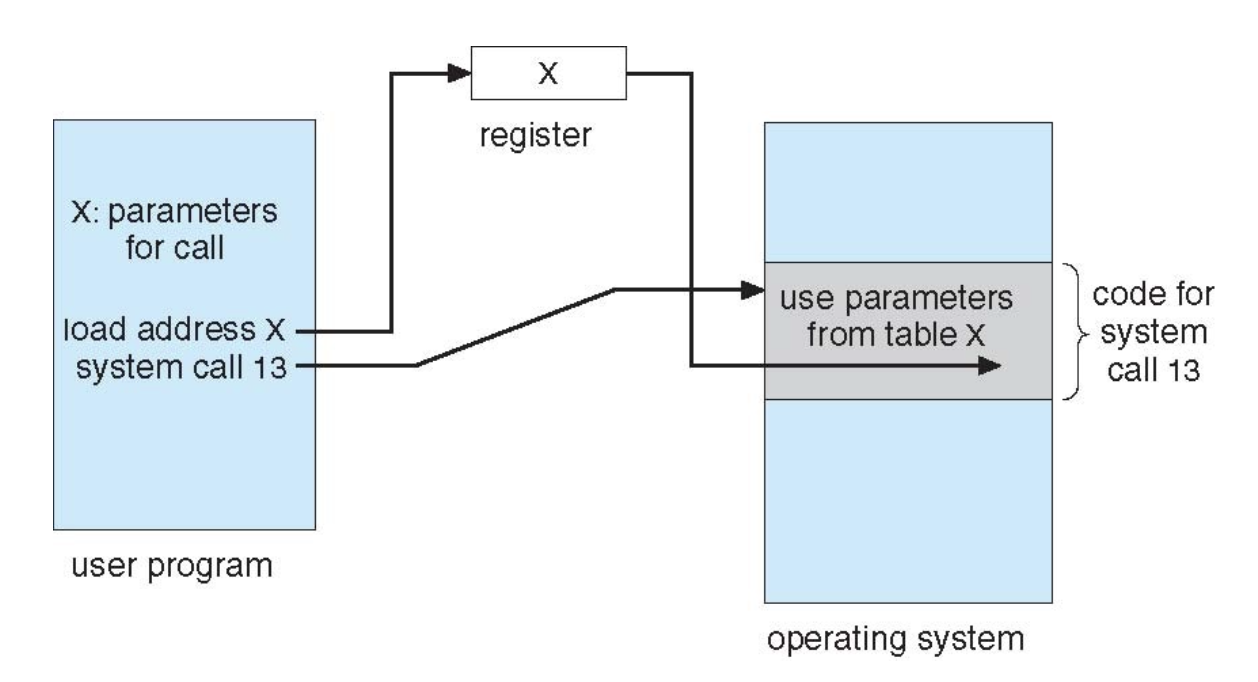 X
register
X: parameters
for call
load address X
system call 13
user program
use parameters
from table X
code for
system
call 13
operating system